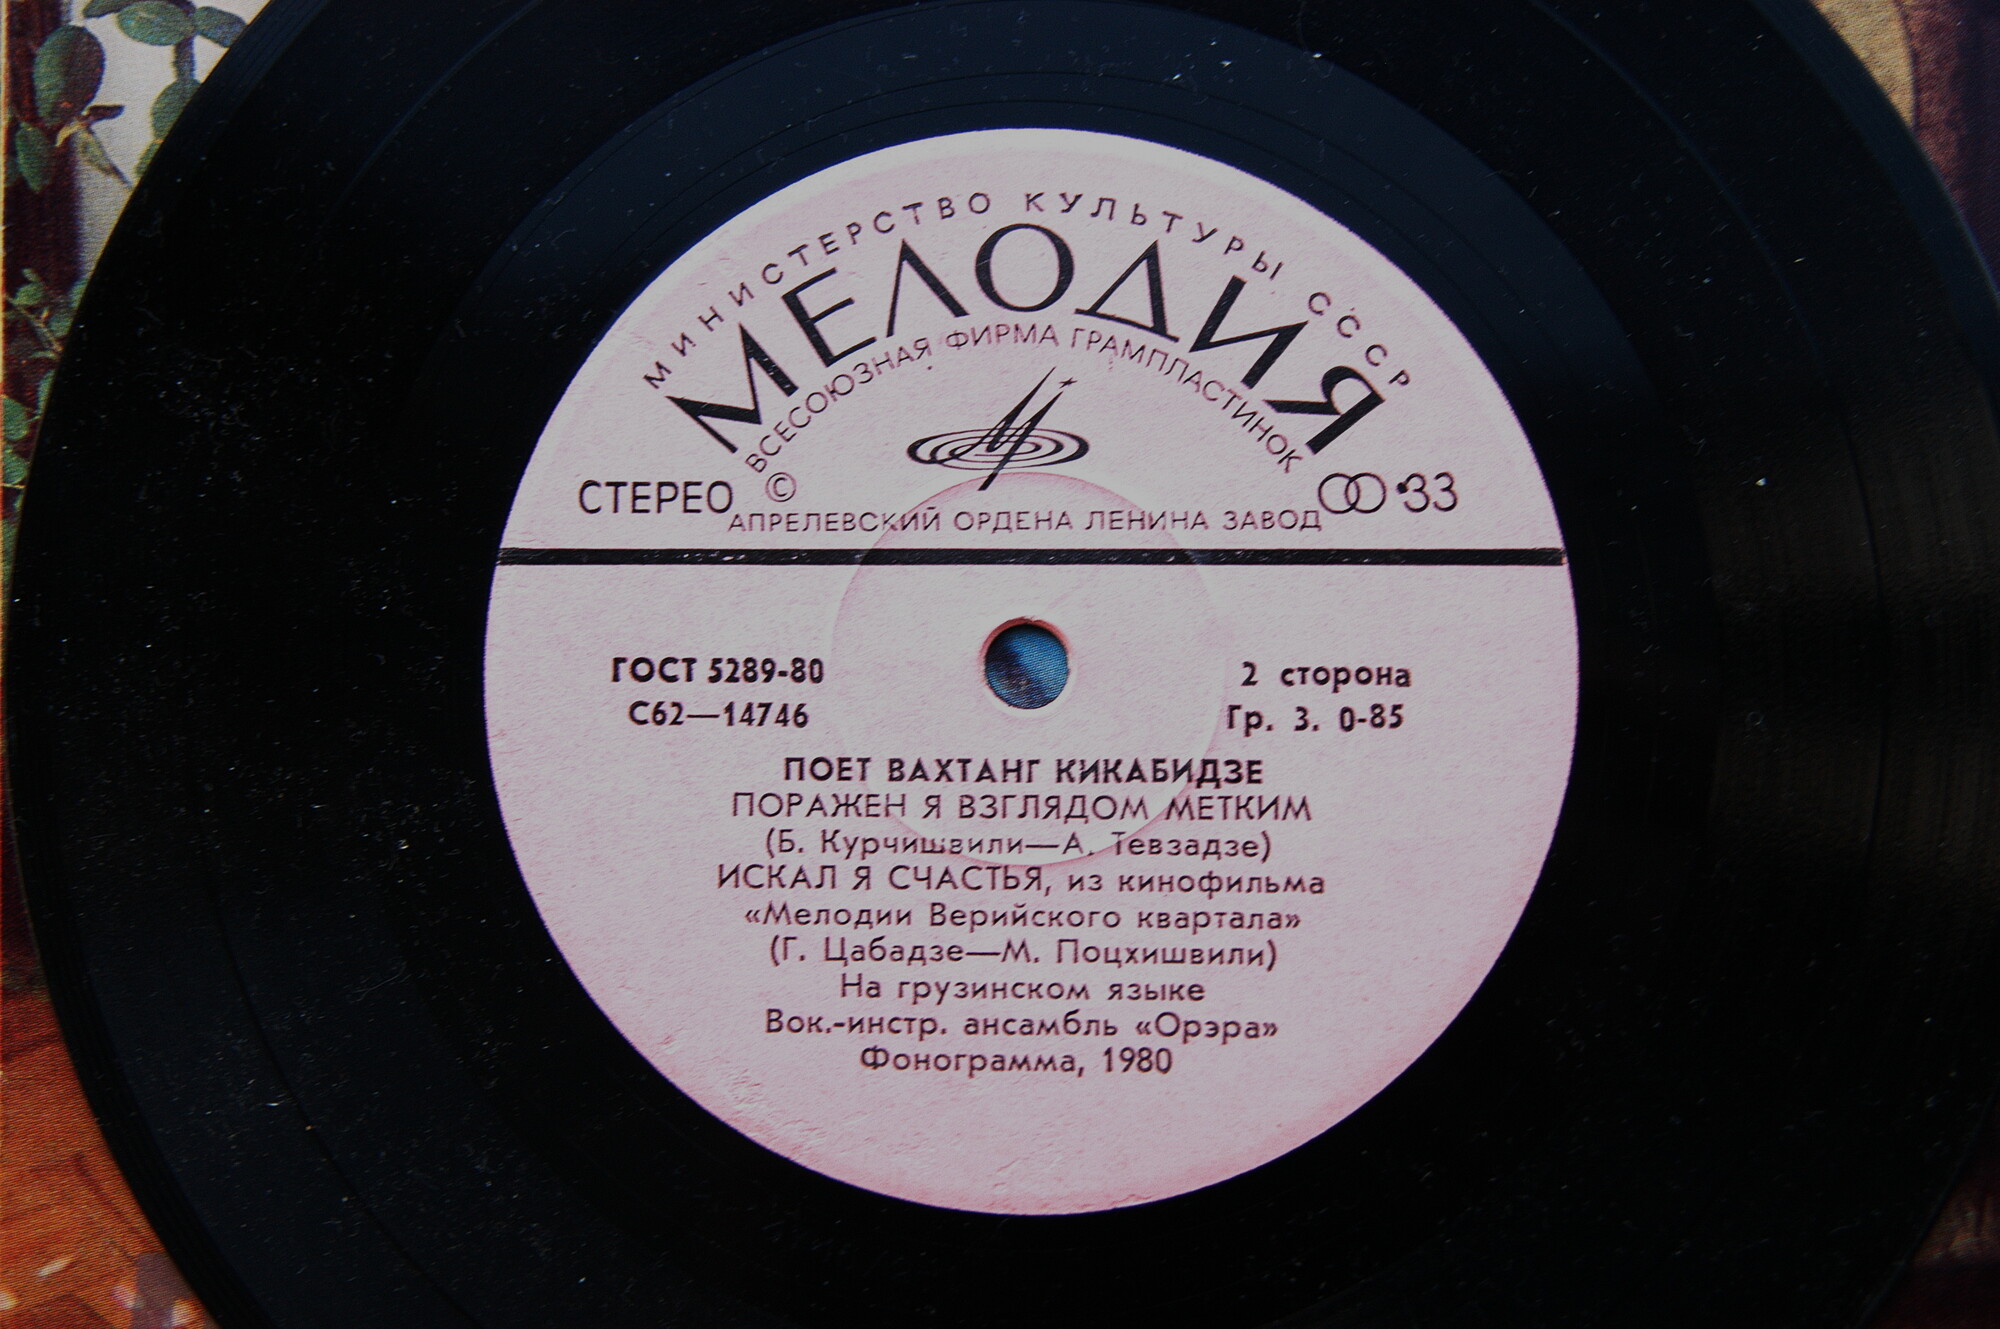 МИНИСТЕРСТВО КУЛЬТУРЫ СССР
МЕЛОДИЯ
ВСЕСОЮЗНАЯ ФИРМА ГРАМПЛАСТИНОК
СТЕРЕО © 33
АПРЕЛЕВСКИЙ ОРДЕНА ЛЕНИНА ЗАВОД
ГОСТ 5289-80 2 сторона
С62—14746 Гр. 3. 0-85
ПОЕТ ВАХТАНГ КИКАБИДЗЕ
ПОРАЖЕН Я ВЗГЛЯДОМ МЕТКИМ
(Б. Курчишвили—А. Тевзадзе)
ИСКАЛ Я СЧАСТЬЯ, из кинофильма
«Мелодии Верийского квартала»
(Г. Цабадзе—М. Поцхишвили)
На грузинском языке
Вок.-инстр. ансамбль «Орэра»
Фонограмма, 1980